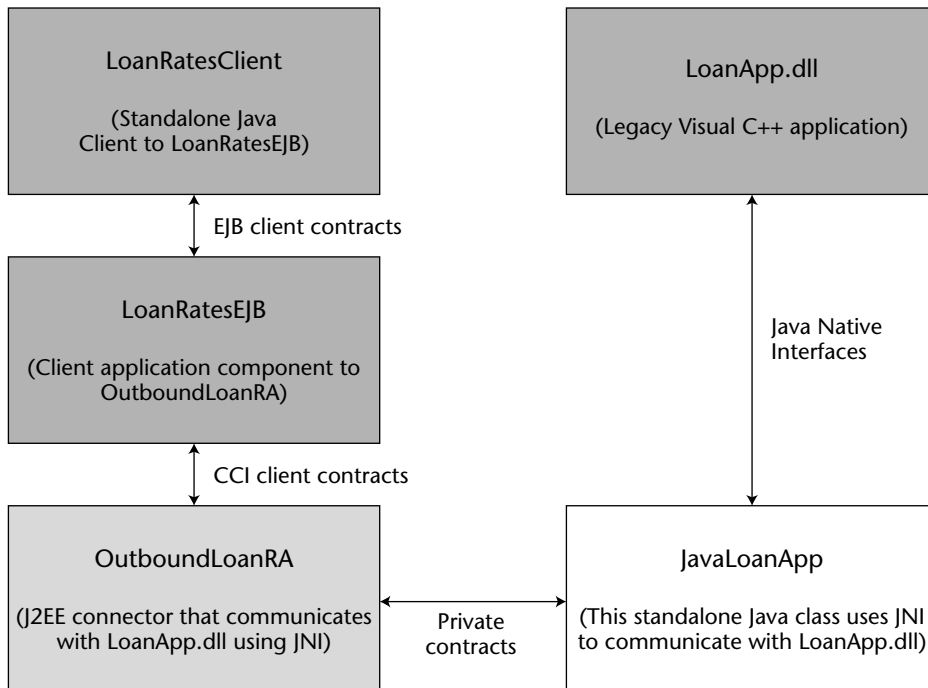 LoanRatesClient
(Standalone Java
Client to LoanRatesEJB)
EJB client contracts
LoanRatesEJB
(Client application component to
OutboundLoanRA)
CCI client contracts
OutboundLoanRA
(J2EE connector that communicates
with LoanApp.dll using JNI)
Private
contracts
LoanApp.dll
(Legacy Visual C++ application)
Java Native
Interfaces
JavaLoanApp
(This standalone Java class uses JNI
to communicate with LoanApp.dll)